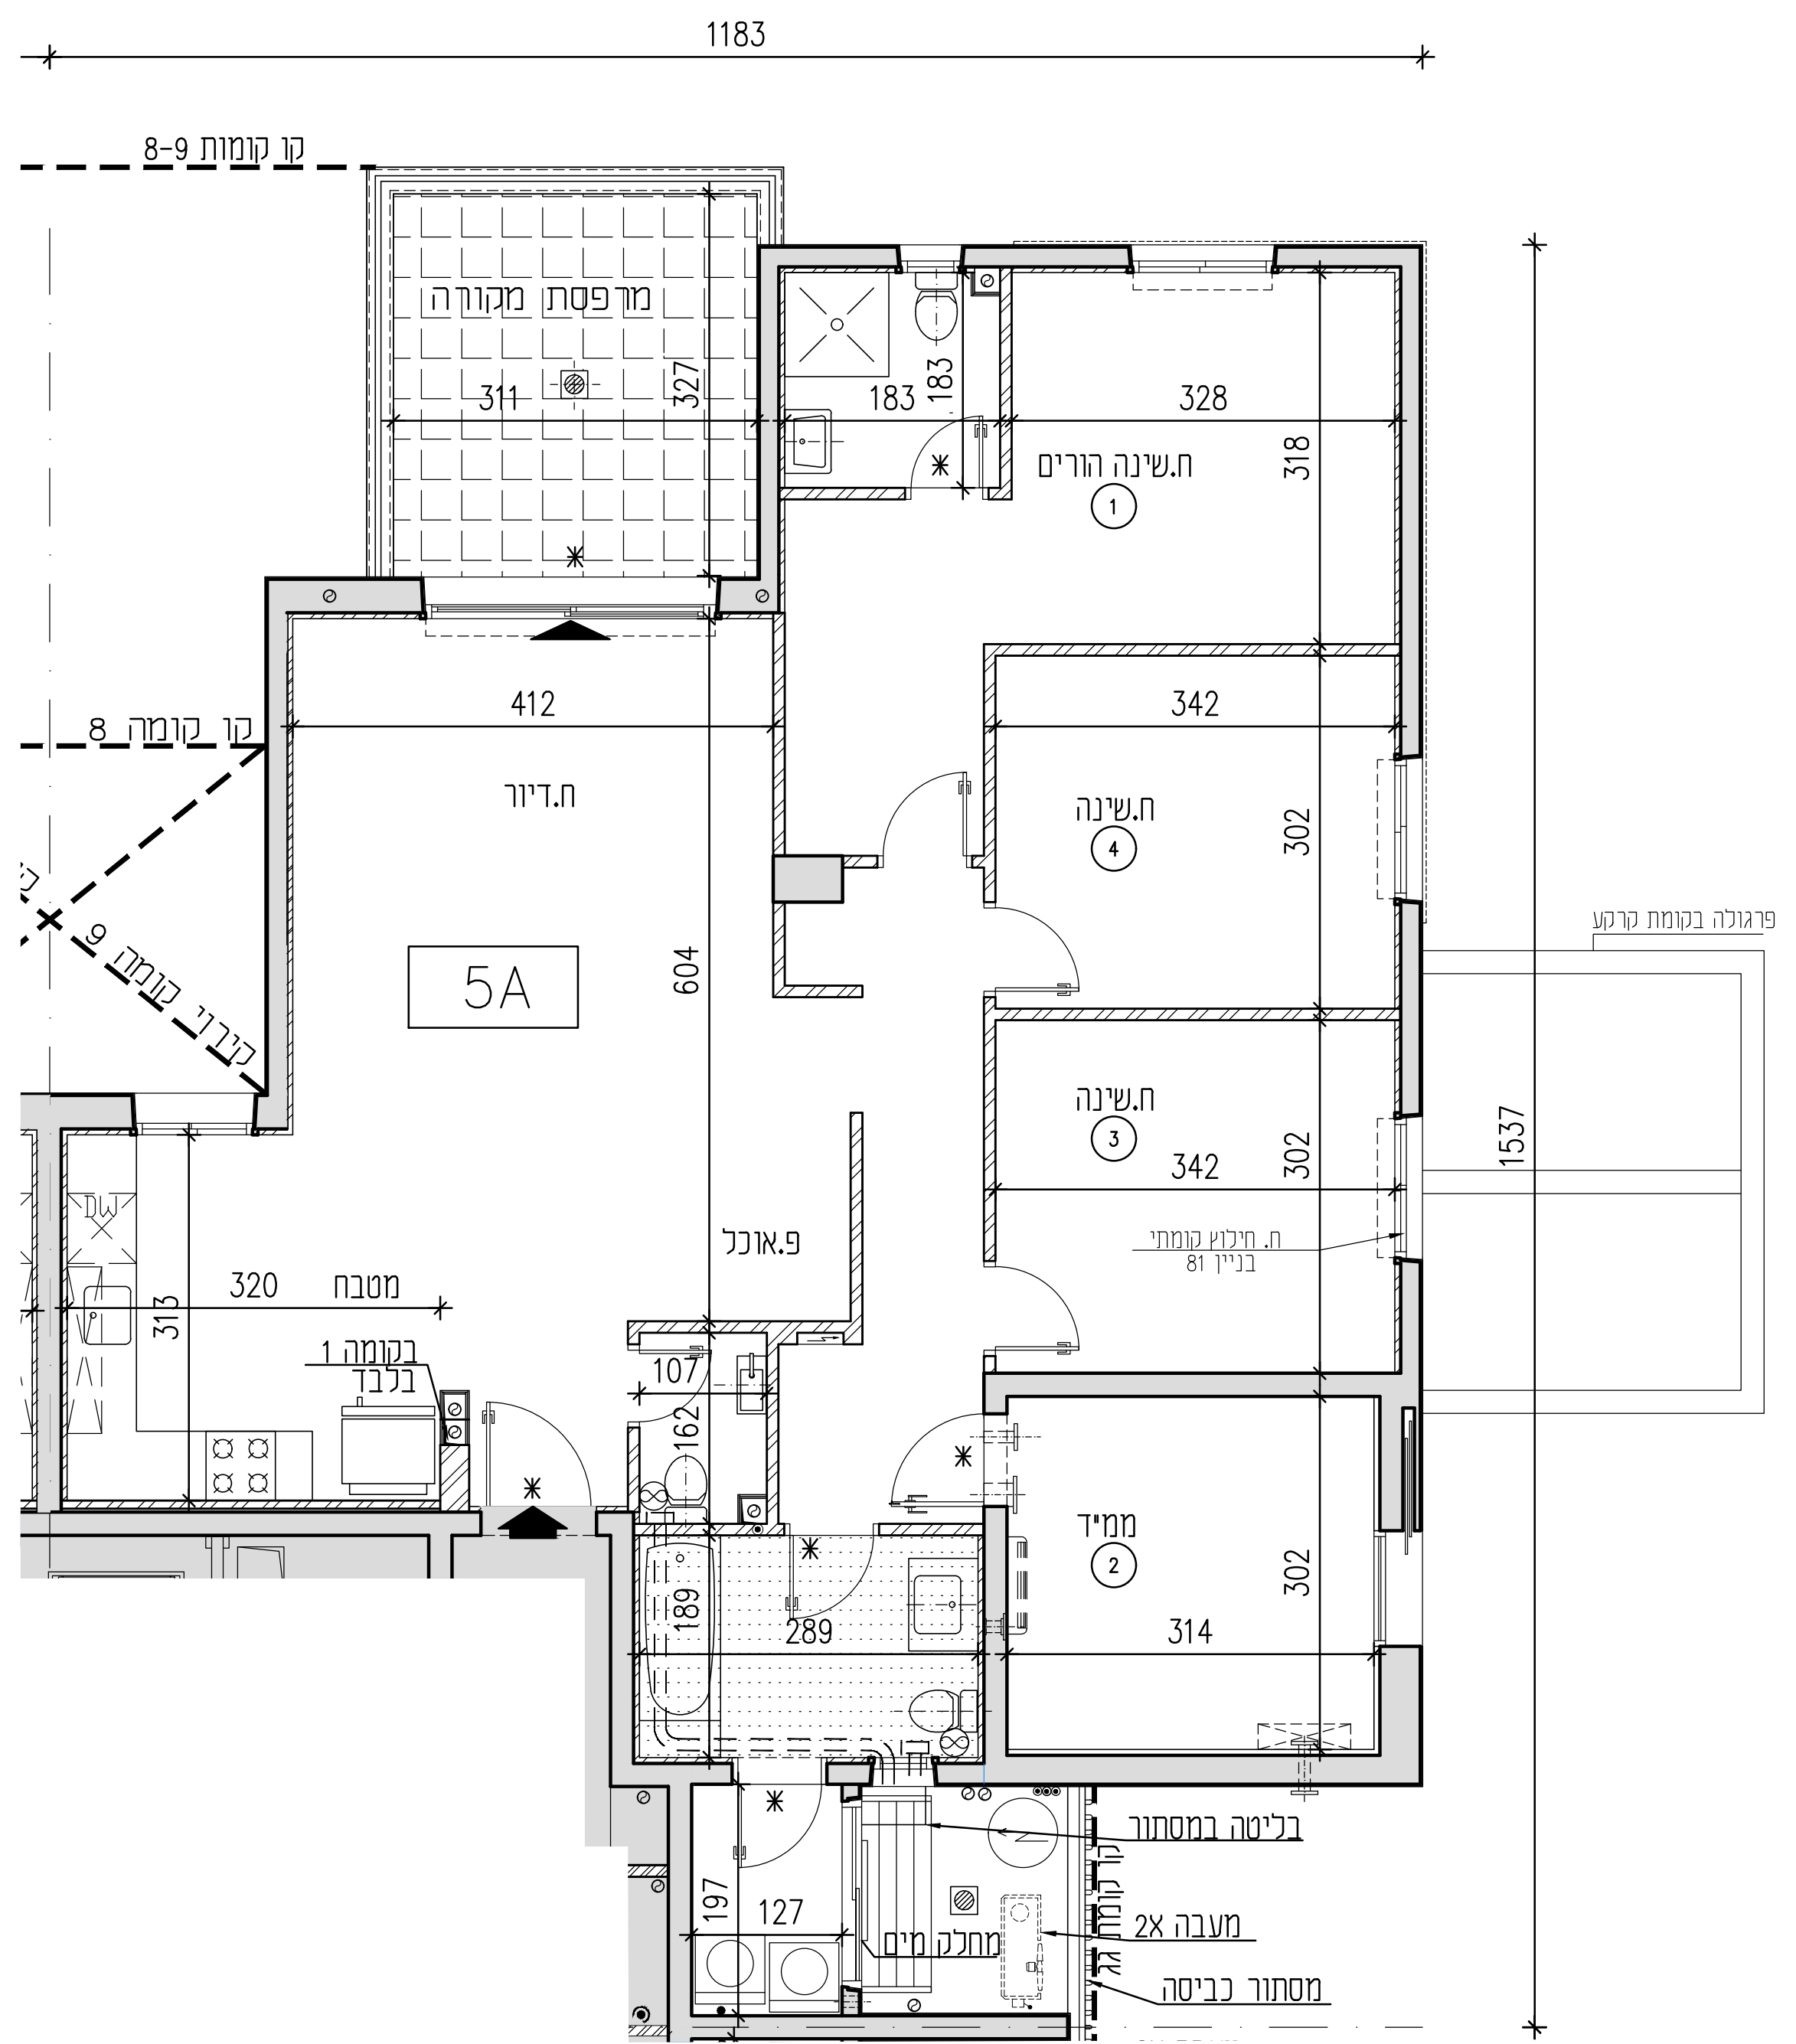 1183
קו קומות 8-9
מרפסת מקורה
311
327
183
183
328
318
ח.שינה הורים
1
קו קומה 8
412
342
ח.דיור
ח.שינה
4
302
פרגולה בקומת קרקע
קירוי קומה 9
5A
604
ח.שינה
3
302
342
1537
DW
פ.אוכל
ח. חילוץ קומתי
בניין 81
320
מטבח
313
בקומה 1
בלבד
107
162
ממ"ד
2
302
189
289
314
בליטה במסתור
קו קומת גג
197
127
מחלק מים
מעבה 2X
מסתור כביסה